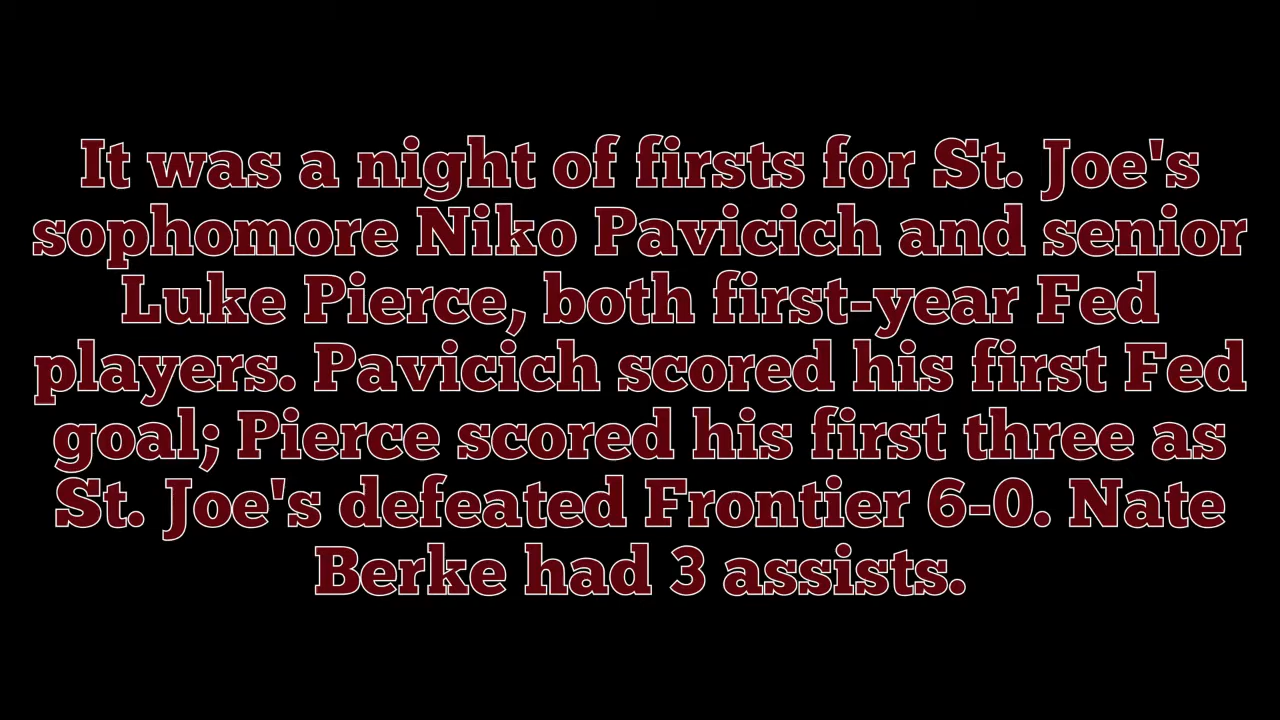 It was a night of firsts for St. Joe's
sophomore Niko Pavicich and senior
Luke Pierce, both first-year Fed
players. Pavicich scored his first Fed
goal; Pierce scored his first three as
St. Joe's defeated Frontier 6-0. Nate
Berke had 3 assists.